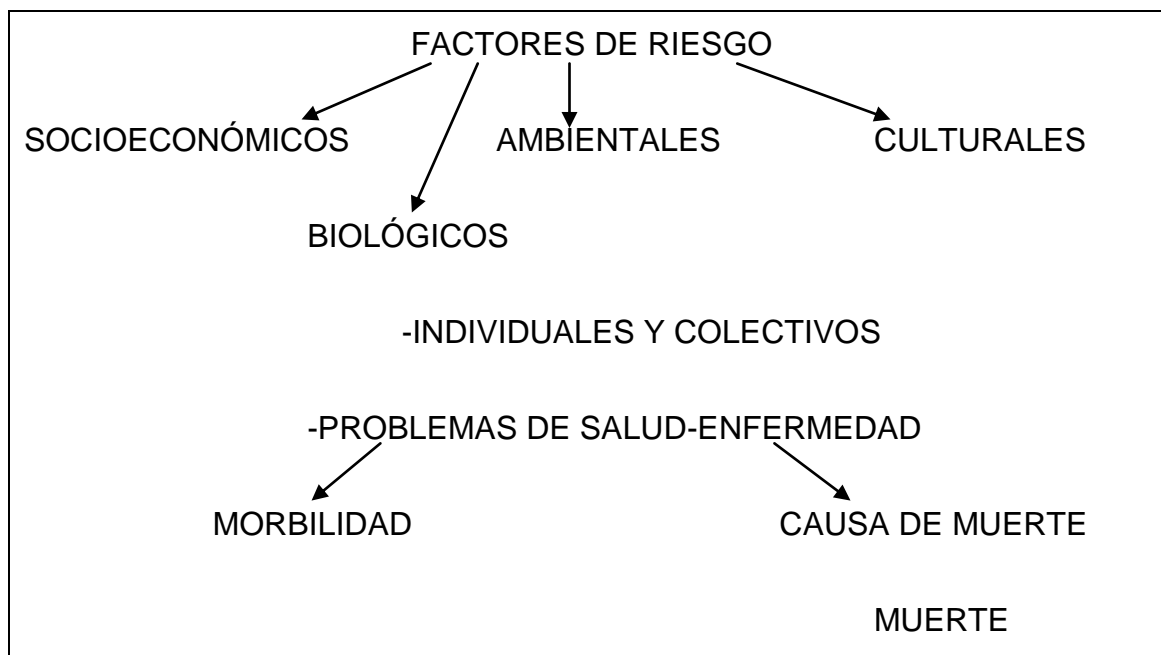 FACTORES DE RIESGO
SOCIOECONÓMICOS AMBIENTALES CULTURALES
BIOLÓGICOS
-INDIVIDUALES Y COLECTIVOS
-PROBLEMAS DE SALUD-ENFERMEDAD
MORBILIDAD CAUSA DE MUERTE
MUERTE